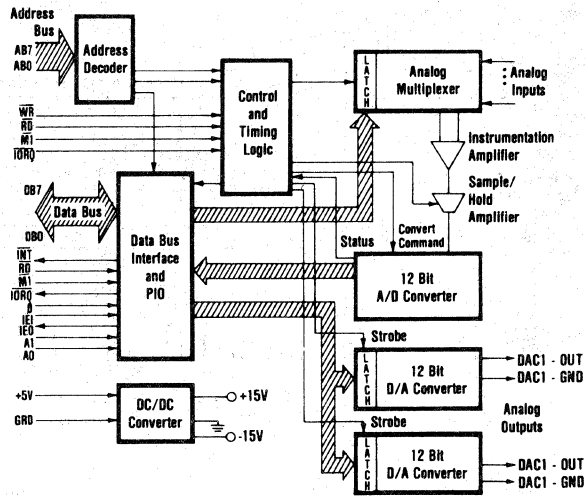 Address
Bus
AB7
AB0
Address
Decoder
WR
RD
M1
IORQ
Control
and
Timing
Logic
LATCH
Analog
Multiplexer
Analog
Inputs
Instrumentation
Amplifier
Sample/
Hold
Amplifier
DB7
Data Bus
DB0
Data Bus
Interface
and
PIO
Status
Convert
Command
12 Bit
A/D Converter
INT
RD
M1
IORQ
IEI
IEO
A1
A0
Strobe
LATCH
12 Bit
D/A Converter
DAC1 - OUT
DAC1 - GND
Analog
Outputs
+5V
GRD
DC/DC
Converter
+15V
-15V
Strobe
LATCH
12 Bit
D/A Converter
DAC1 - OUT
DAC1 - GND